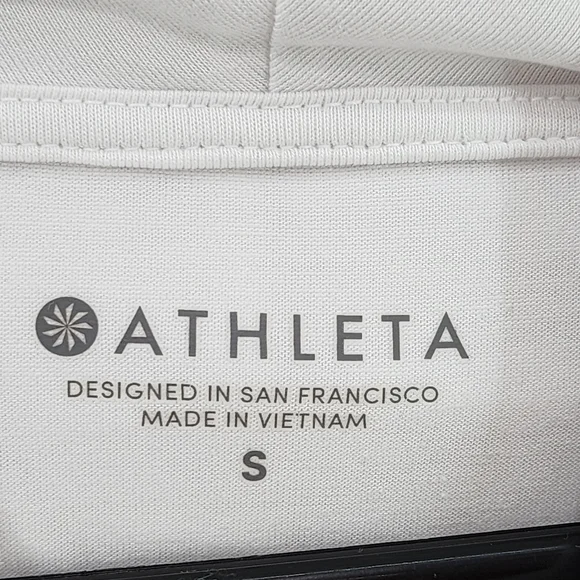 ATHLETA
DESIGNED IN SAN FRANCISCO
MADE IN VIETNAM
S